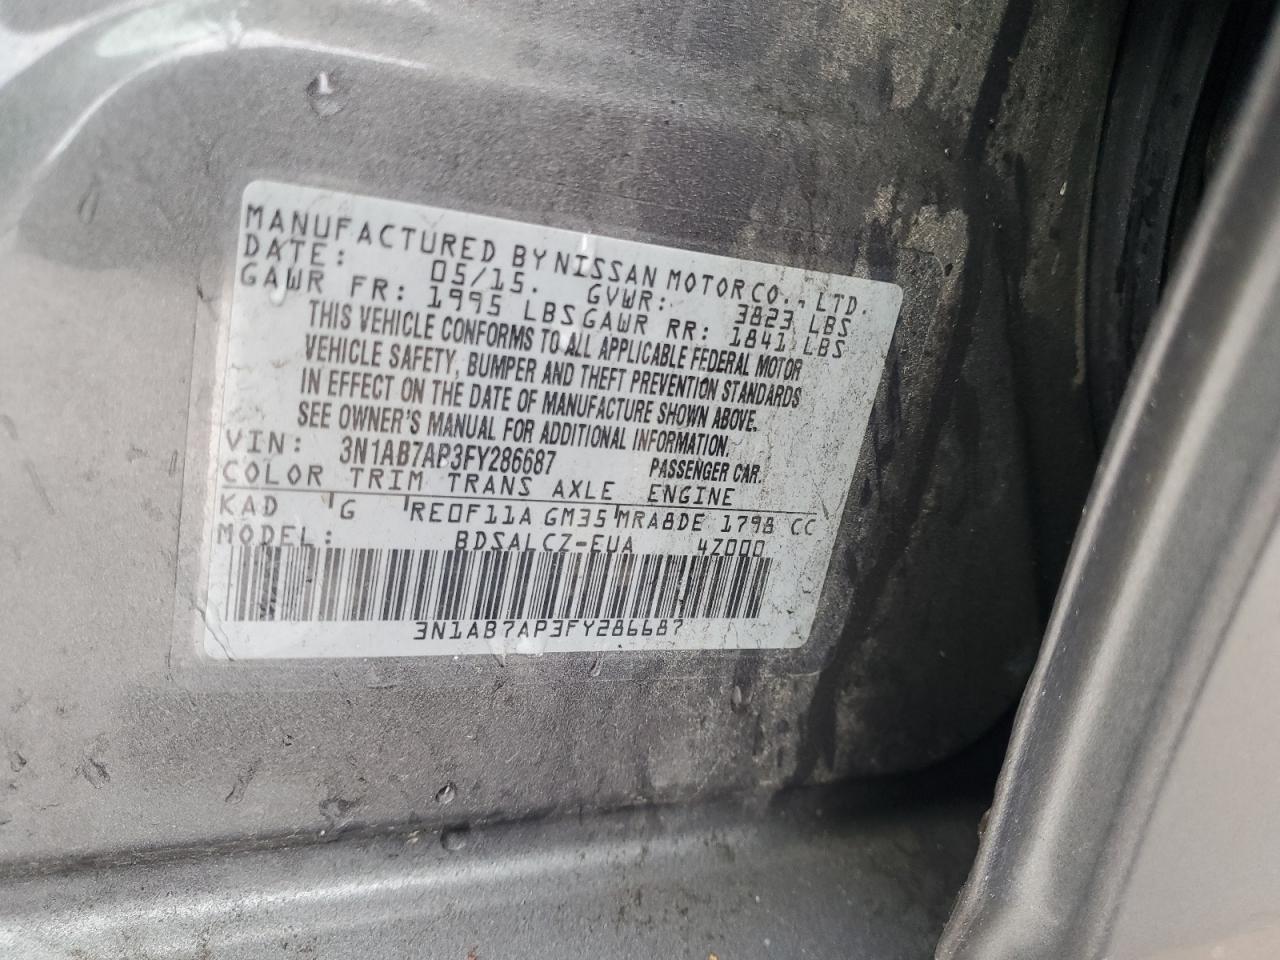 MANUFACTURED BY NISSAN MOTOR CO., LTD.
DATE: 05/15. GVWR: 3823 LBS
GAWR FR: 1995 LBS GAWR RR: 1841 LBS
THIS VEHICLE CONFORMS TO ALL APPLICABLE FEDERAL MOTOR
VEHICLE SAFETY, BUMPER AND THEFT PREVENTION STANDARDS
IN EFFECT ON THE DATE OF MANUFACTURE SHOWN ABOVE.
SEE OWNER'S MANUAL FOR ADDITIONAL INFORMATION.
VIN: 3N1AB7AP3FY286687 PASSENGER CAR.
COLOR TRIM TRANS AXLE ENGINE
KAD G RE0F11A GM35 MRA8DE 1798 CC
MODEL: BDSALCZ-EUA 4Z000
3N1AB7AP3FY286687